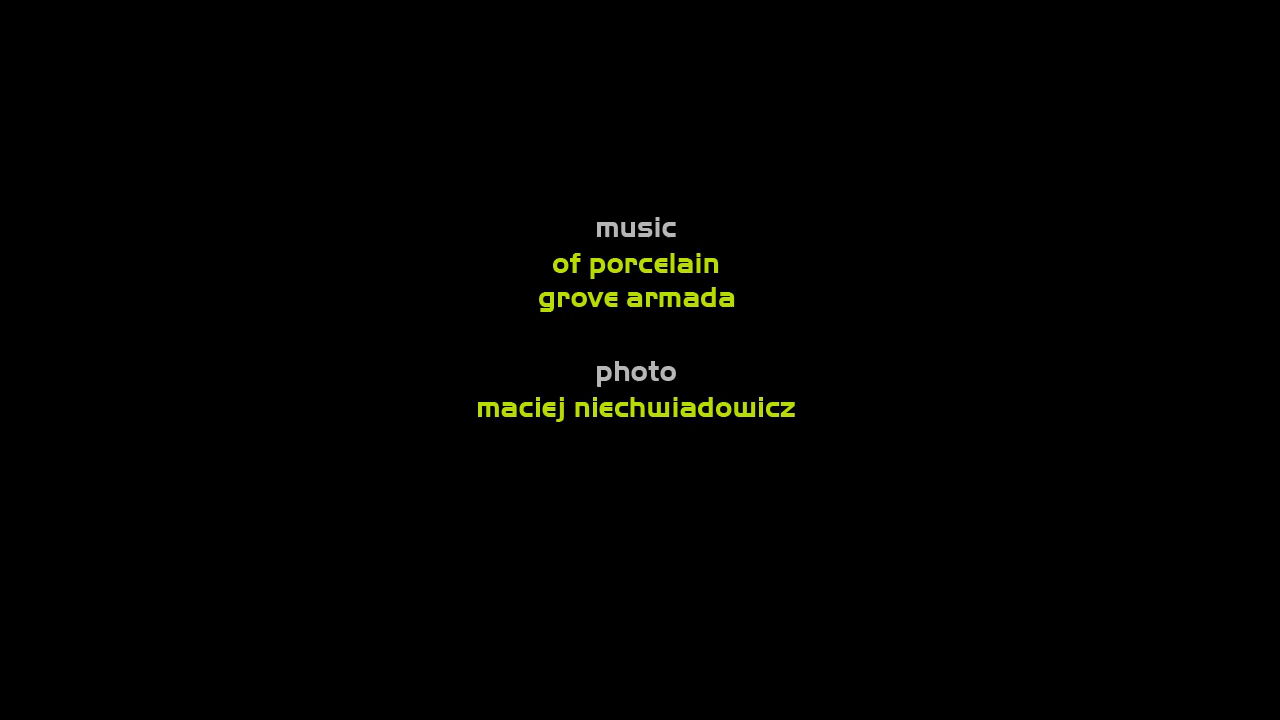 music
of porcelain
grove armada
photo
maciej niechwiadowicz